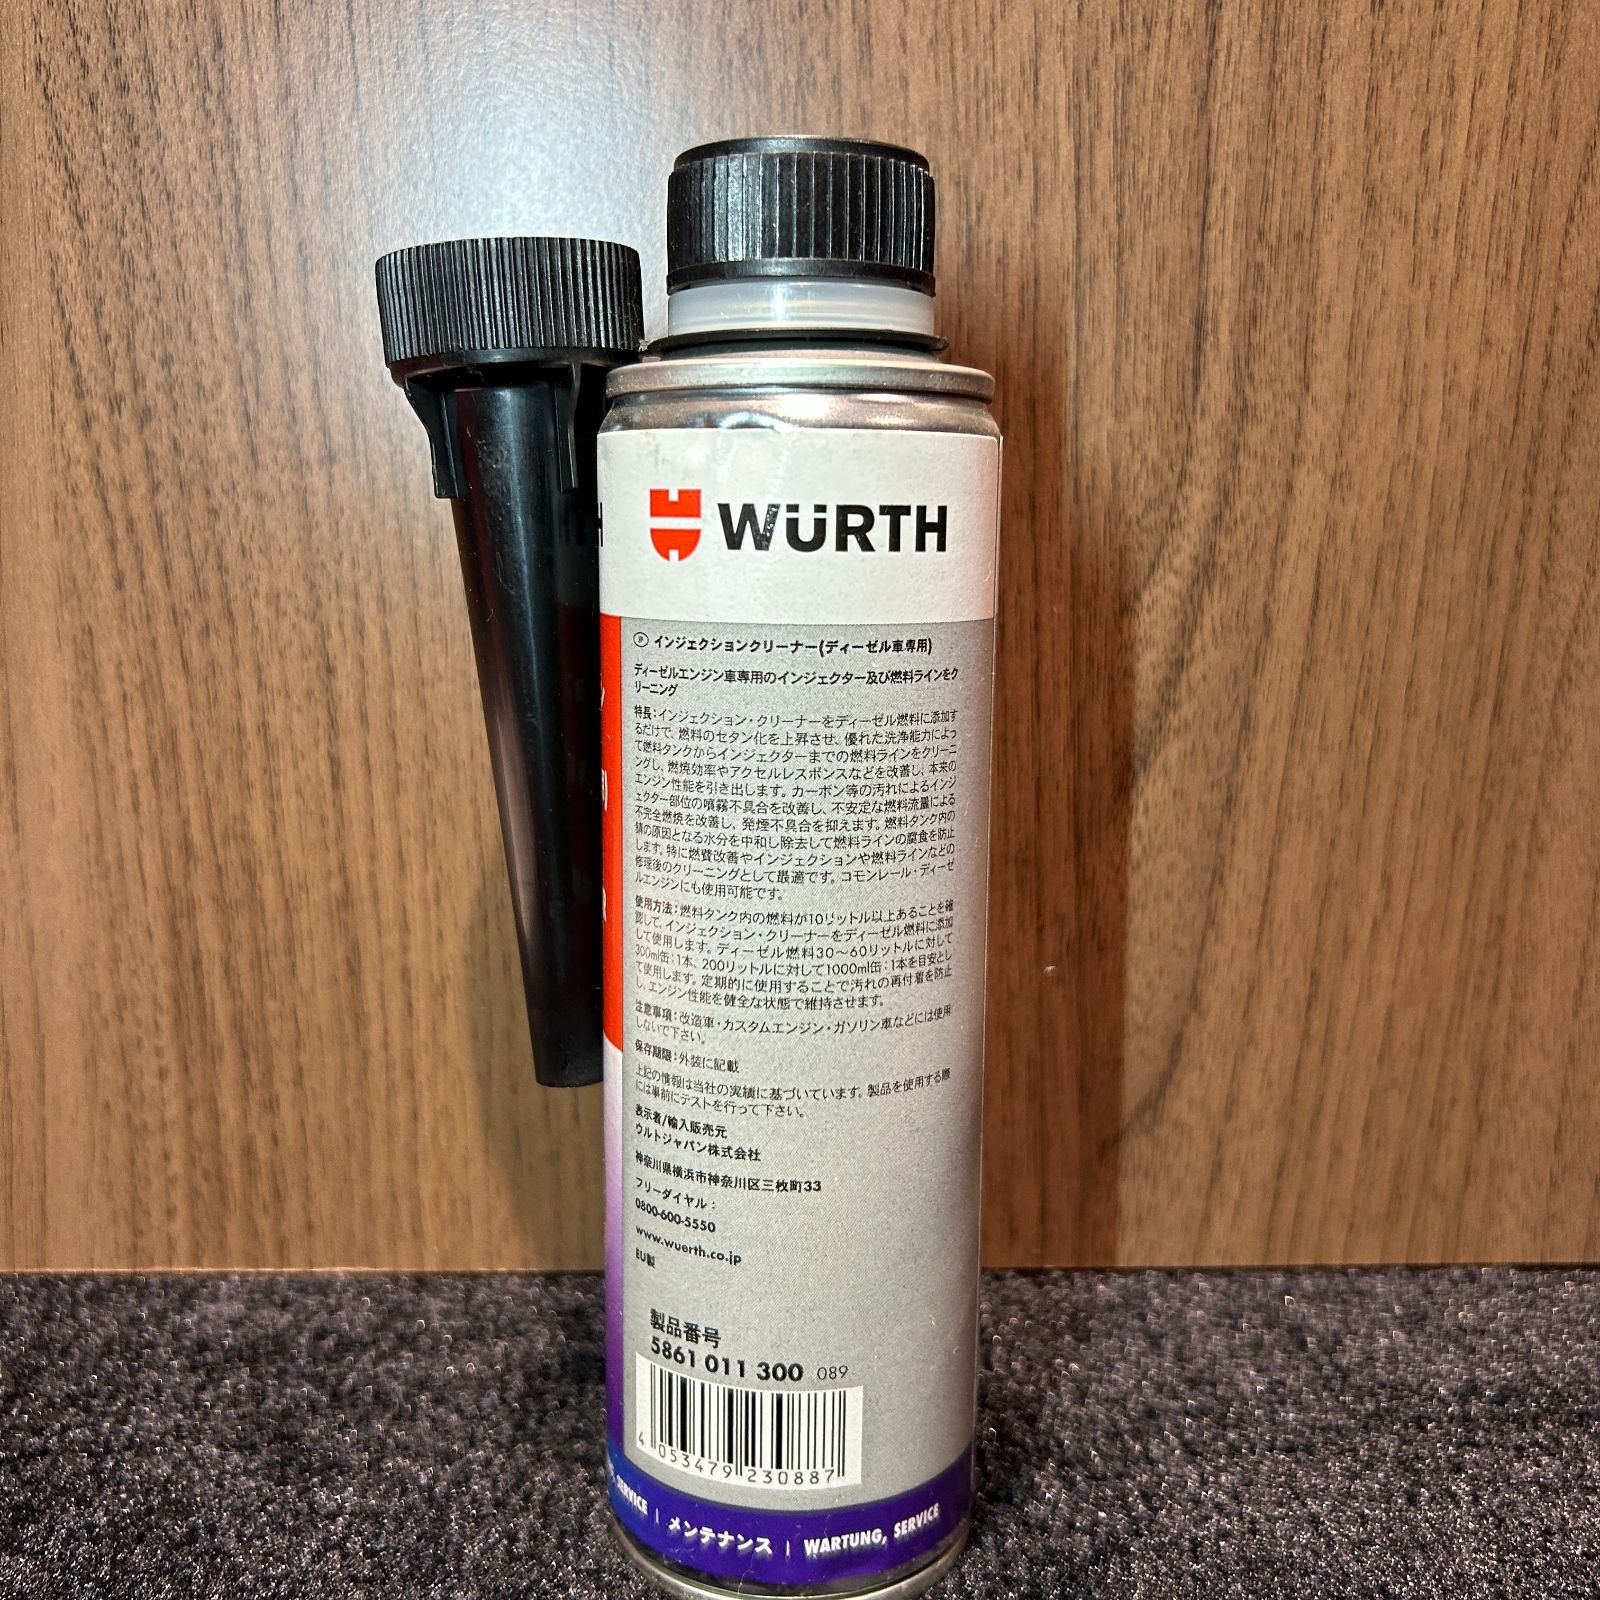 WÜRTH
インジェクションクリーナー(ディーゼル車専用)
ディーゼルエンジン車専用のインジェクター及び燃料ラインをク
リーニング
特長：インジェクション・クリーナーをディーゼル燃料に添加す
るだけで、燃料のセタン化を上昇させ、優れた洗浄能力によっ
て燃料タンクからインジェクターまでの燃料ラインをクリーニ
ングし、燃焼効率やアクセルレスポンスなどを改善し、本来の
エンジン性能を引き出します。カーボン等の汚れによるインジ
ェクター部位の噴霧不具合を改善し、不安定な燃料流量による
不完全燃焼を改善し、発煙不具合を抑えます。燃料タンク内の
錆の原因となる水分を中和し除去して燃料ラインの腐食を防止
します。特に燃費改善やインジェクションや燃料ラインなどの
修理後のクリーニングとして最適です。コモンレール・ディーゼ
ルエンジンにも使用可能です。
使用方法：燃料タンク内の燃料が10リットル以上あることを確
認して、インジェクション・クリーナーをディーゼル燃料に添加
して使用します。ディーゼル燃料30～60リットルに対して
300ml缶：1本、200リットルに対して1000ml缶：1本を目安とし
て使用します。定期的に使用することで汚れの再付着を防止
し、エンジン性能を健全な状態で維持させます。
注意事項：改造車・カスタムエンジン・ガソリン車などには使用
しないで下さい。
保存期限：外装に記載
上記の情報は当社の実績に基づいています。製品を使用する際
には事前にテストを行って下さい。
表示者/輸入販売元
ウルトジャパン株式会社
神奈川県横浜市神奈川区三枚町33
フリーダイヤル：
0800-600-5550
www.wuerth.co.jp
EU製
製品番号
5861 011 300 089
4 053479 230887
SERVICE | メンテナンス | WARTUNG, SERVICE